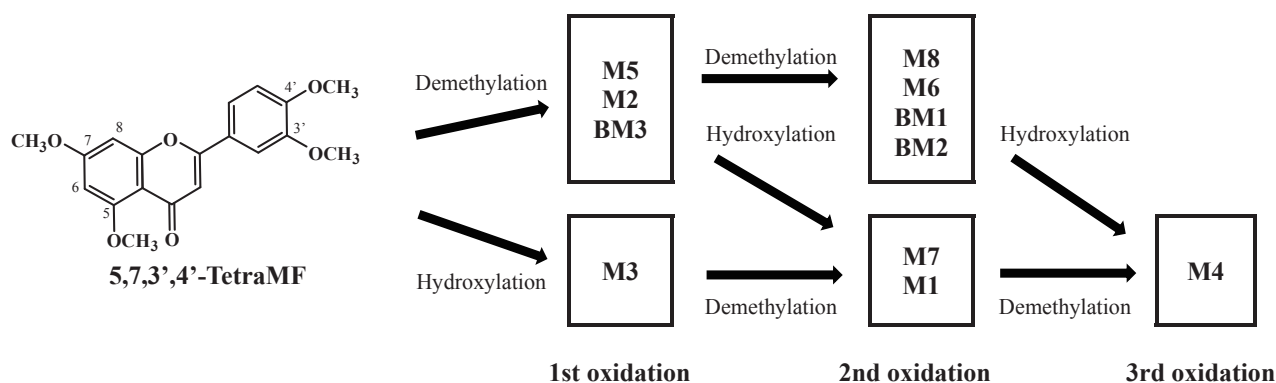 OCH3
4'
3'
OCH3
H3CO
7
8
O
6
5
OCH3
O
5,7,3',4'-TetraMF
Demethylation
Hydroxylation
M5
M2
BM3
M3
Demethylation
Hydroxylation
Demethylation
M8
M6
BM1
BM2
M7
M1
Hydroxylation
Demethylation
M4
1st oxidation
2nd oxidation
3rd oxidation